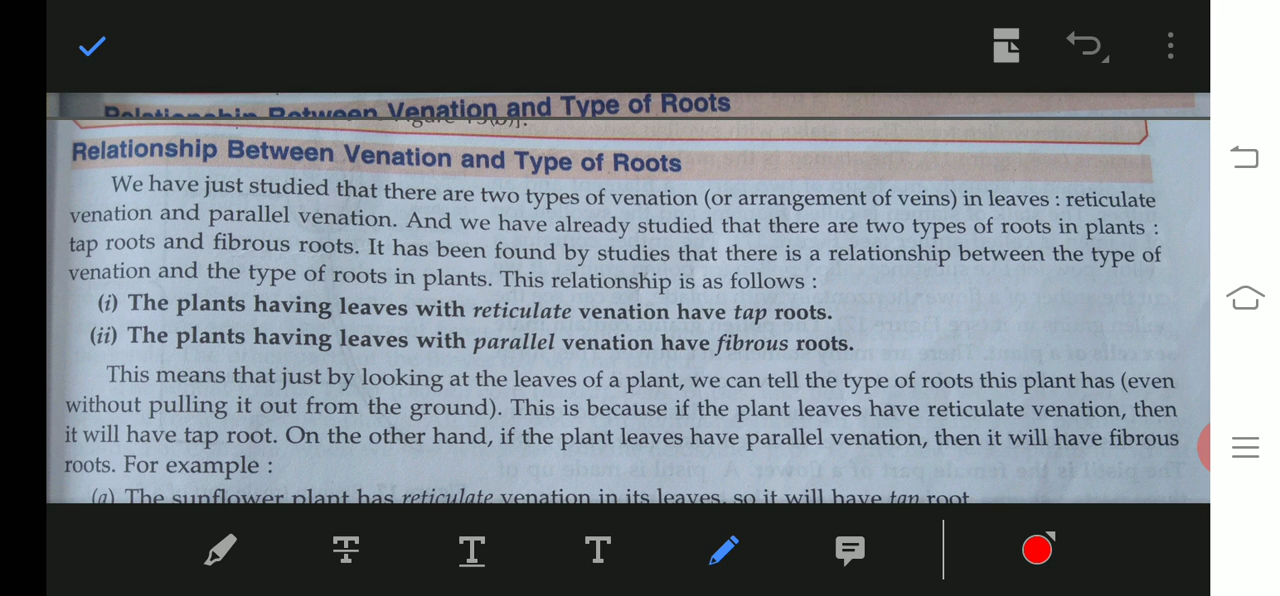 Relationship Between Venation and Type of Roots
Relationship Between Venation and Type of Roots
We have just studied that there are two types of venation (or arrangement of veins) in leaves : reticulate
venation and parallel venation. And we have already studied that there are two types of roots in plants :
tap roots and fibrous roots. It has been found by studies that there is a relationship between the type of
venation and the type of roots in plants. This relationship is as follows :
(i) The plants having leaves with reticulate venation have tap roots.
(ii) The plants having leaves with parallel venation have fibrous roots.
This means that just by looking at the leaves of a plant, we can tell the type of roots this plant has (even
without pulling it out from the ground). This is because if the plant leaves have reticulate venation, then
it will have tap root. On the other hand, if the plant leaves have parallel venation, then it will have fibrous
roots. For example :
(a) The sunflower plant has reticulate venation in its leaves, so it will have tap root
T T T